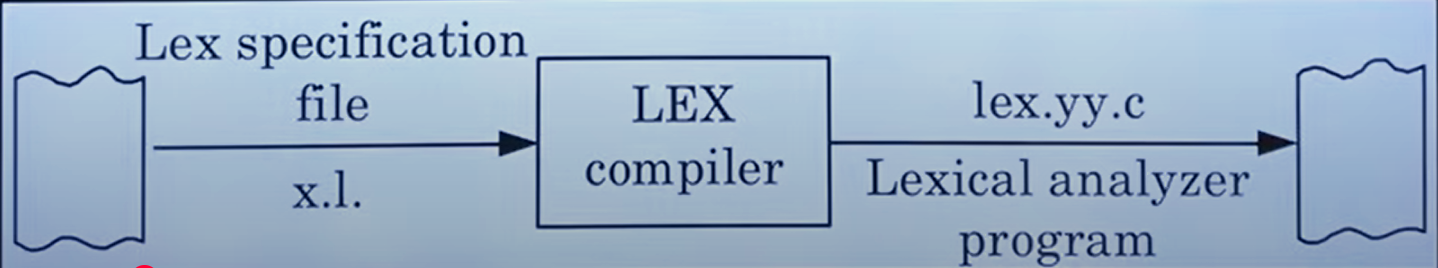 Lex specification
file
x.l.
LEX
compiler
lex.yy.c
Lexical analyzer
program